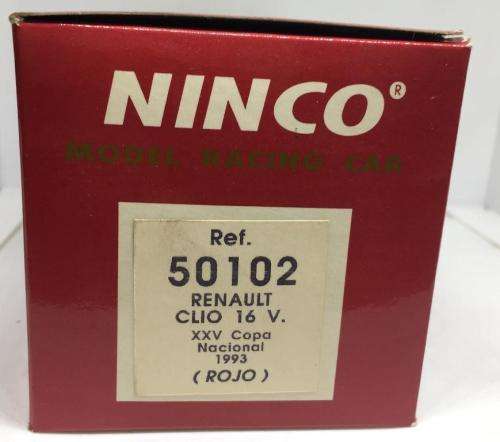 NINCO®
MODEL RACING CAR
Ref.
50102
RENAULT
CLIO 16 V.
XXV Copa
Nacional
1993
( ROJO )